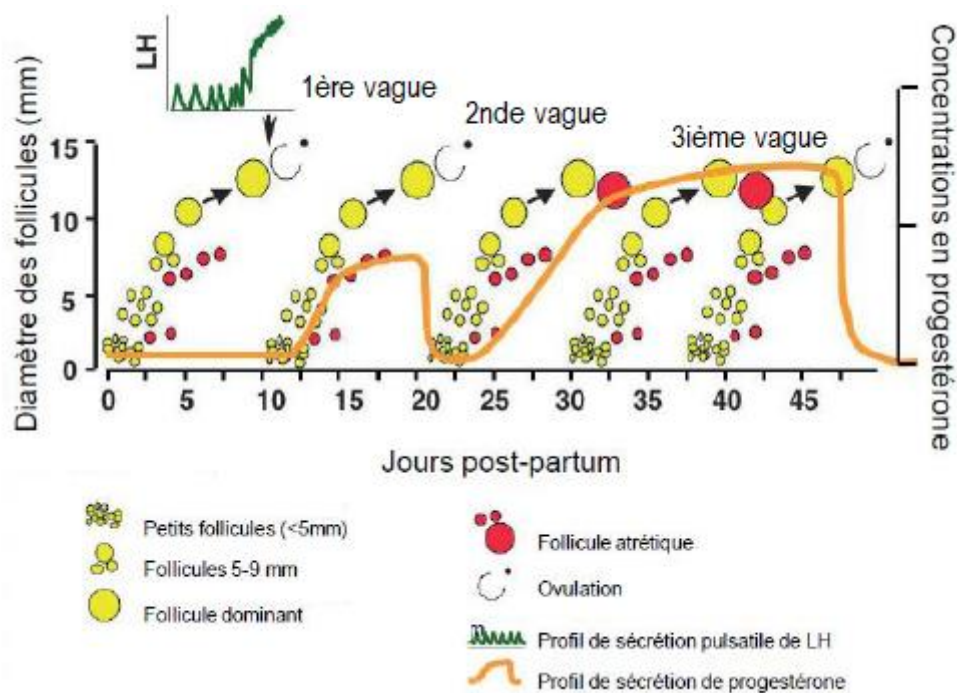 LH
1ère vague
2nde vague
3ième vague
Diamètre des follicules (mm)
15
10
5
0
0 5 10 15 20 25 30 35 40 45
Concentrations en progestérone
Jours post-partum
Petits follicules (<5mm)
Follicules 5-9 mm
Follicule dominant
Follicule atrétique
Ovulation
Profil de sécrétion pulsatile de LH
Profil de sécrétion de progestérone